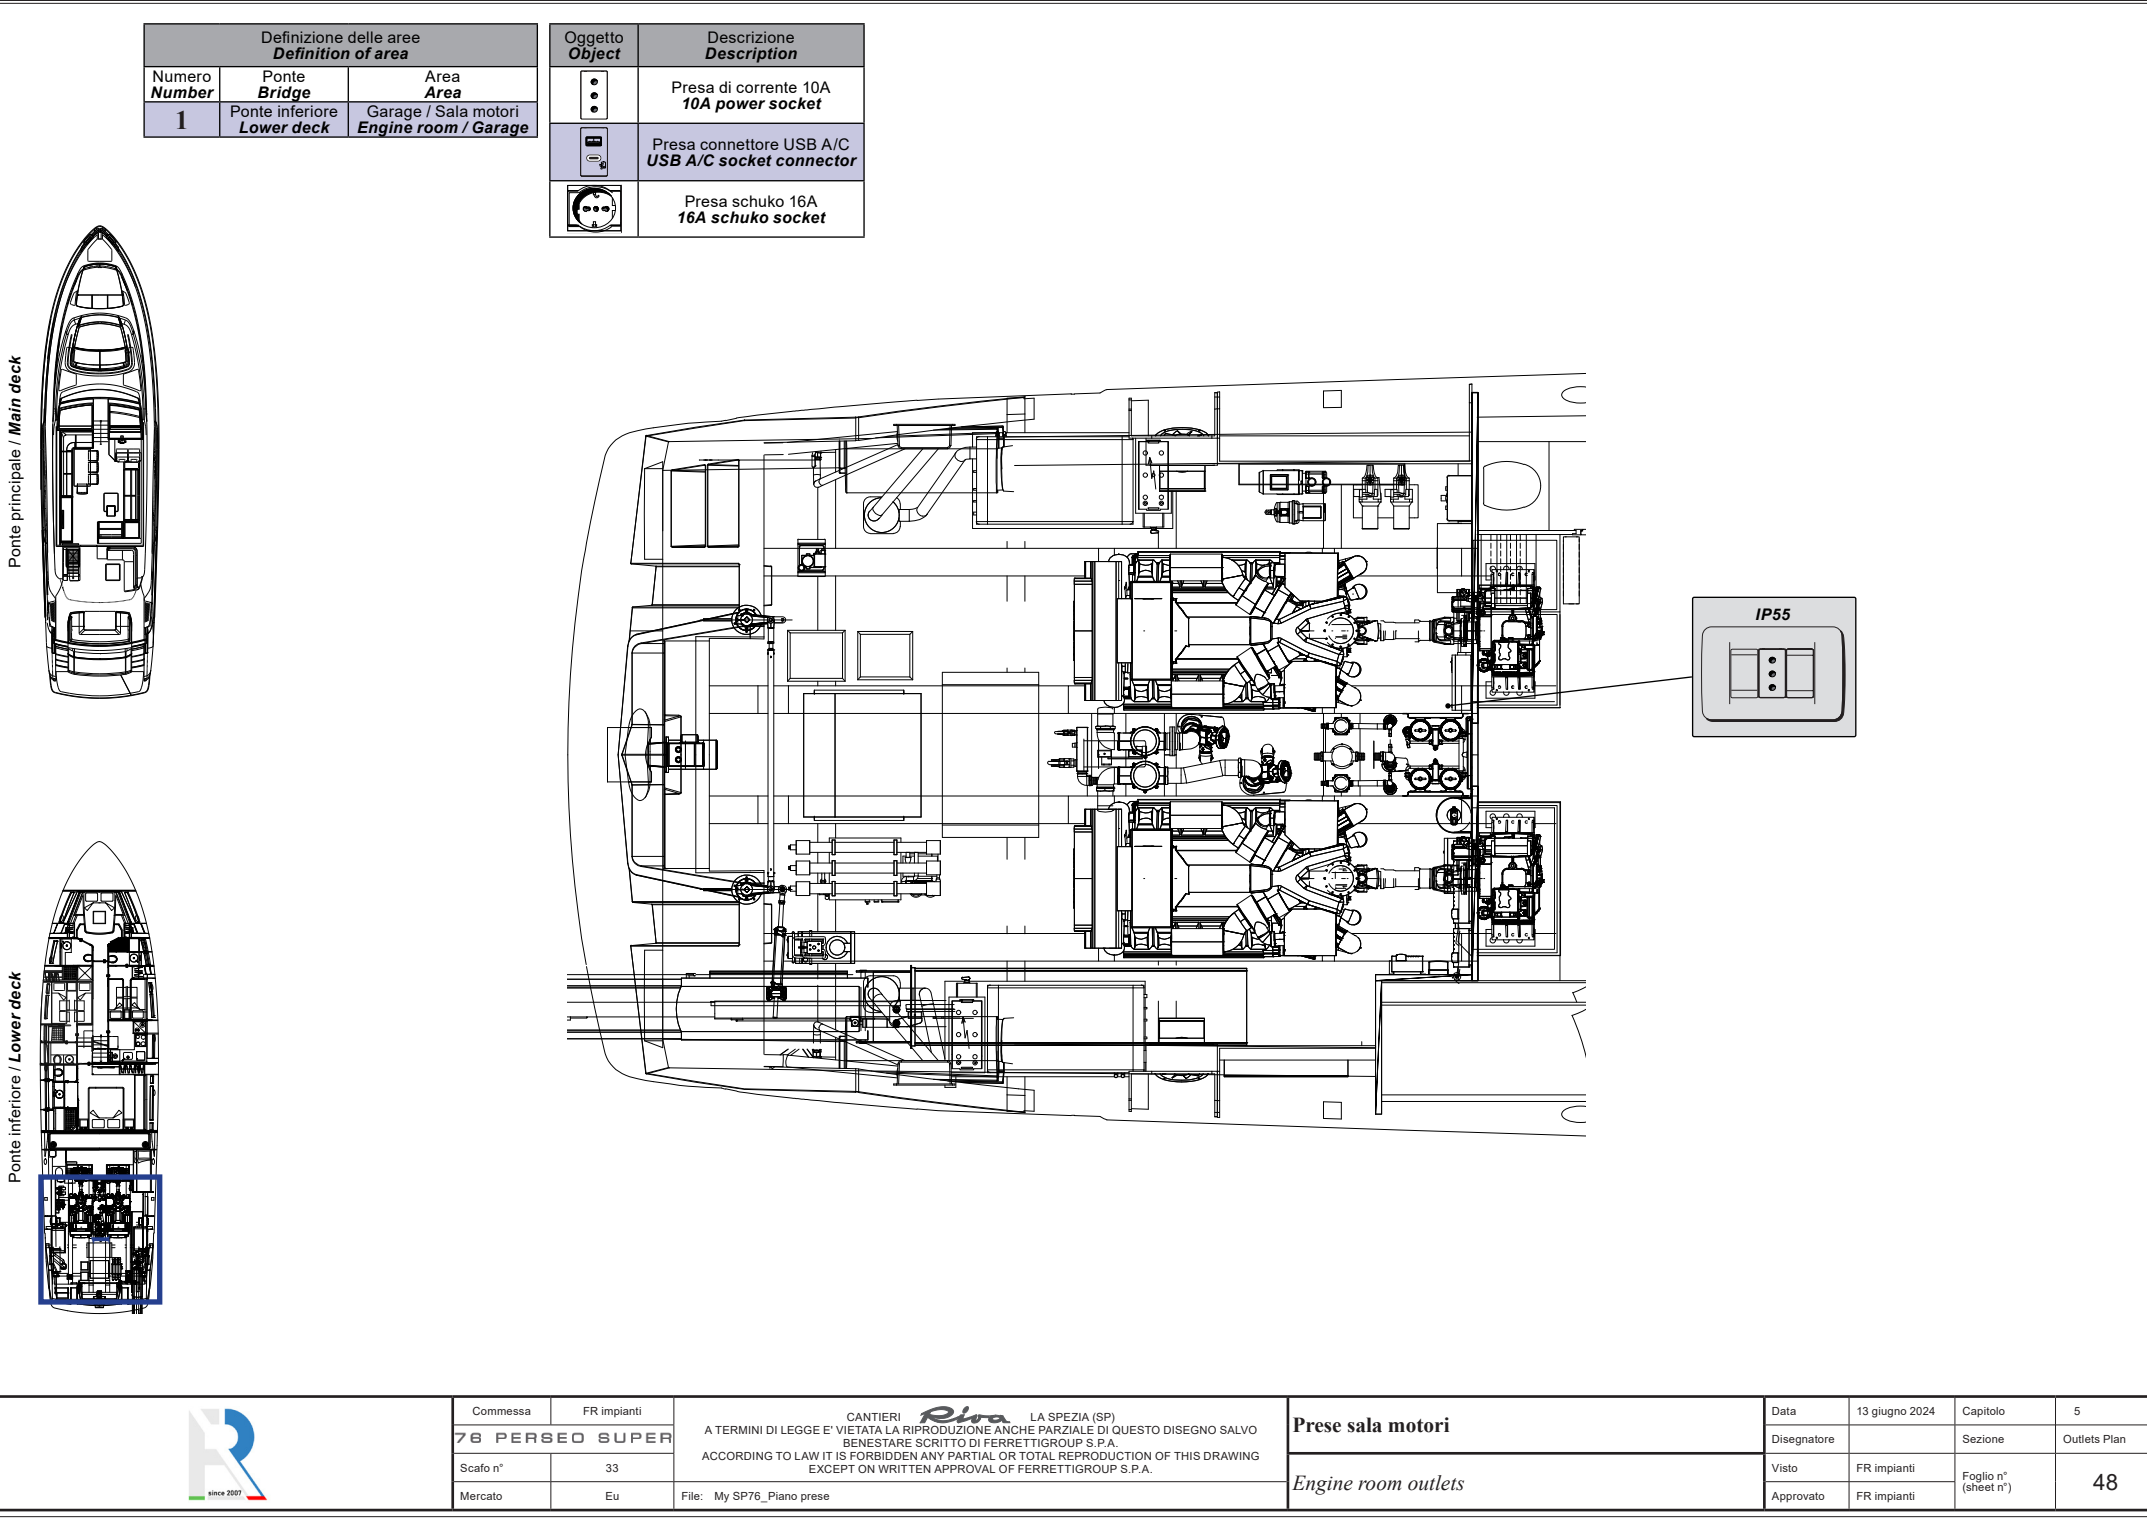 Definizione delle aree
Definition of area
Numero
Number
Ponte
Bridge
Area
Area
1
Ponte inferiore
Lower deck
Garage / Sala motori
Engine room / Garage
Oggetto
Object
Descrizione
Description
Presa di corrente 10A
10A power socket
Presa connettore USB A/C
USB A/C socket connector
Presa schuko 16A
16A schuko socket
Ponte principale / Main deck
Ponte inferiore / Lower deck
IP55
R
since 2007
Commessa
FR impianti
76 PERSEO SUPER
Scafo n°
33
Mercato
Eu
CANTIERI Riva LA SPEZIA (SP)
A TERMINI DI LEGGE E' VIETATA LA RIPRODUZIONE ANCHE PARZIALE DI QUESTO DISEGNO SALVO
BENESTARE SCRITTO DI FERRETTIGROUP S.P.A.
ACCORDING TO LAW IT IS FORBIDDEN ANY PARTIAL OR TOTAL REPRODUCTION OF THIS DRAWING
EXCEPT ON WRITTEN APPROVAL OF FERRETTIGROUP S.P.A.
File: My SP76_Piano prese
Prese sala motori
Engine room outlets
Data
13 giugno 2024
Capitolo
5
Disegnatore
Sezione
Outlets Plan
Visto
FR impianti
Foglio n°
(sheet n°)
48
Approvato
FR impianti